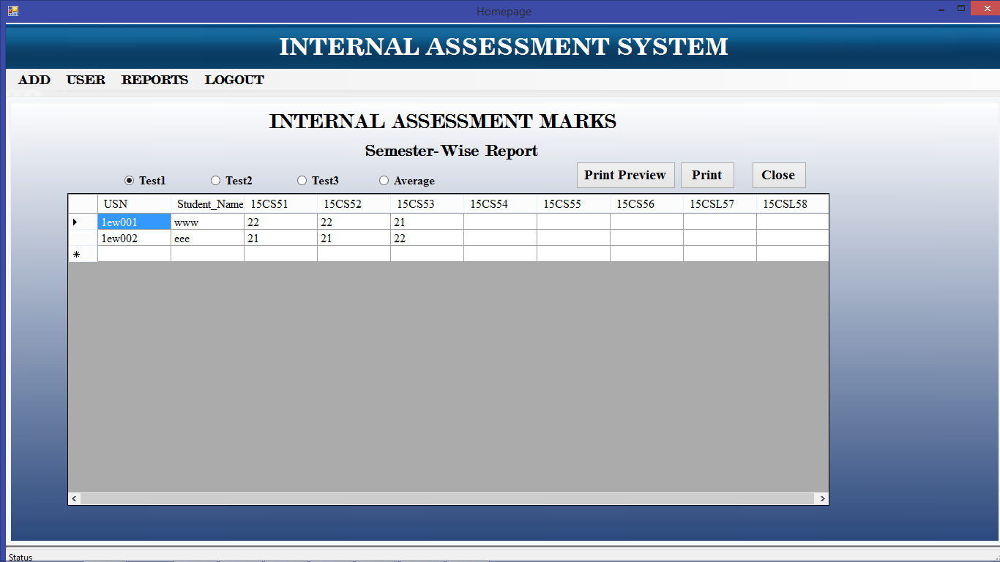 Homepage
INTERNAL ASSESSMENT SYSTEM
ADD USER REPORTS LOGOUT
INTERNAL ASSESSMENT MARKS
Semester-Wise Report
Test1 Test2 Test3 Average Print Preview Print Close
USN Student_Name 15CS51 15CS52 15CS53 15CS54 15CS55 15CS56 15CSL57 15CSL58
1ew001 www 22 22 21
1ew002 eee 21 21 22
Status